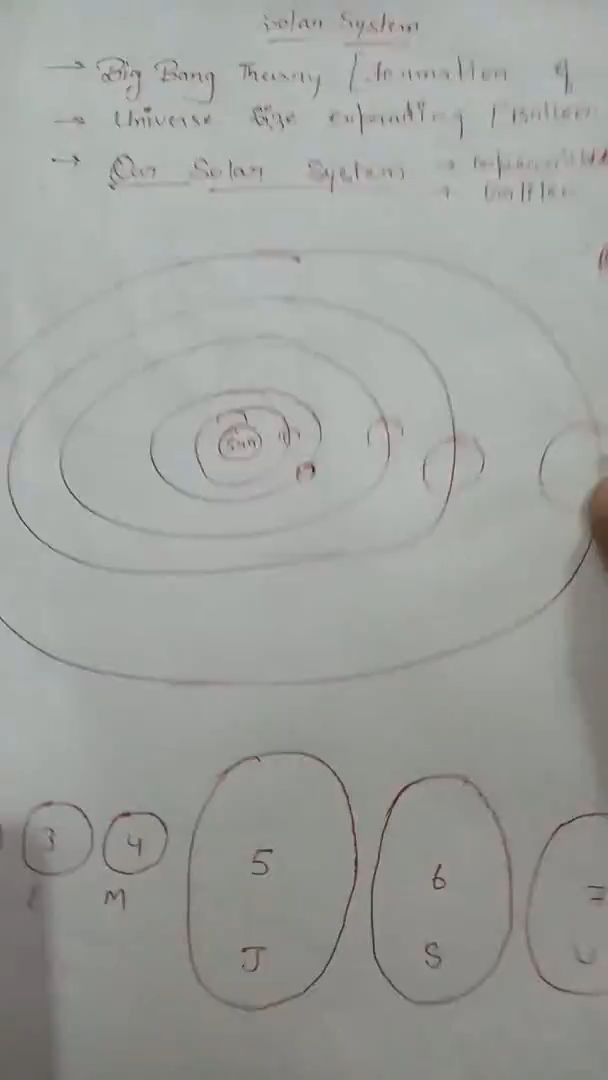 Solar System
→ Big Bang Theory / formation of
→ Universe Size expanding / Balloon
→ Our Solar System →
→
Sun
3 4 5 6 7
M J S U